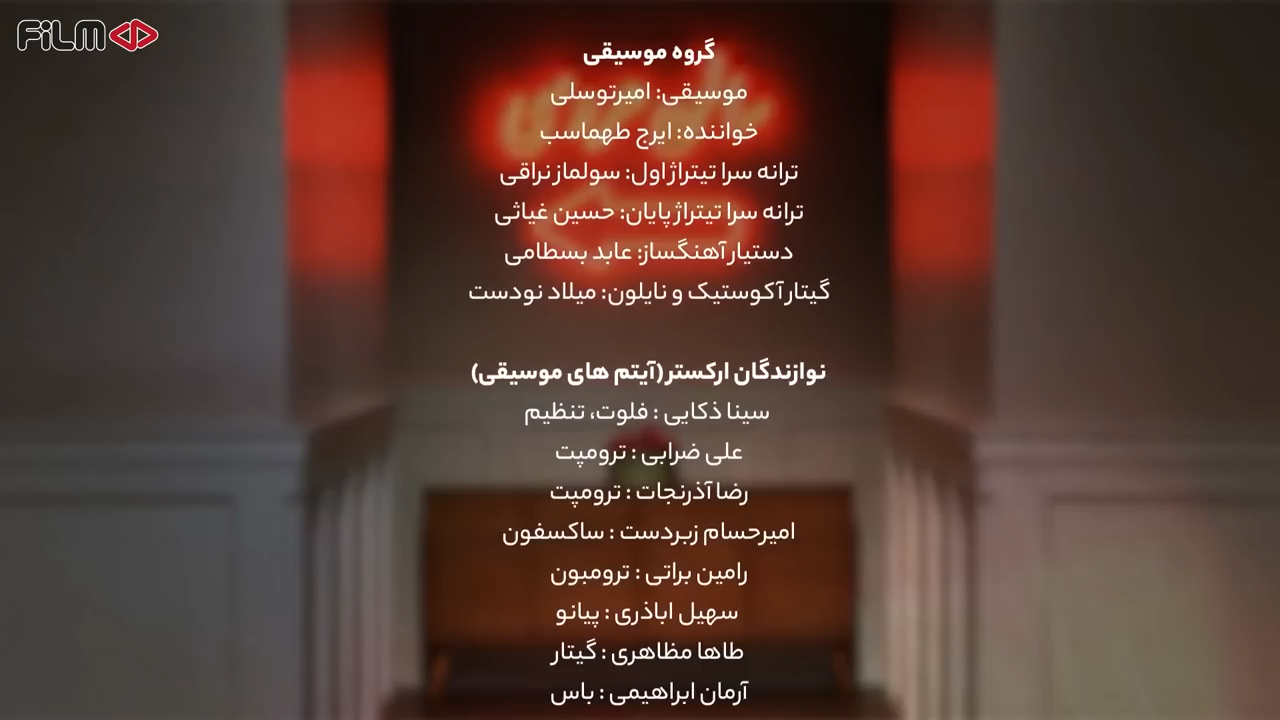 FiLM
گروه موسیقی
موسیقی: امیرتوسلی
خواننده: ایرج طهماسب
ترانه سرا تیتراژ اول: سولماز نراقی
ترانه سرا تیتراژ پایان: حسین غیاثی
دستیار آهنگساز: عابد بسطامی
گیتار آکوستیک و نایلون: میلاد نودست
نوازندگان ارکستر (آیتم های موسیقی)
سینا ذکایی : فلوت، تنظیم
علی ضرابی : ترومپت
رضا آذرنجات : ترومپت
امیرحسام زبردست : ساکسفون
رامین براتی : ترومبون
سهیل اباذری : پیانو
طاها مظاهری : گیتار
آرمان ابراهیمی : باس